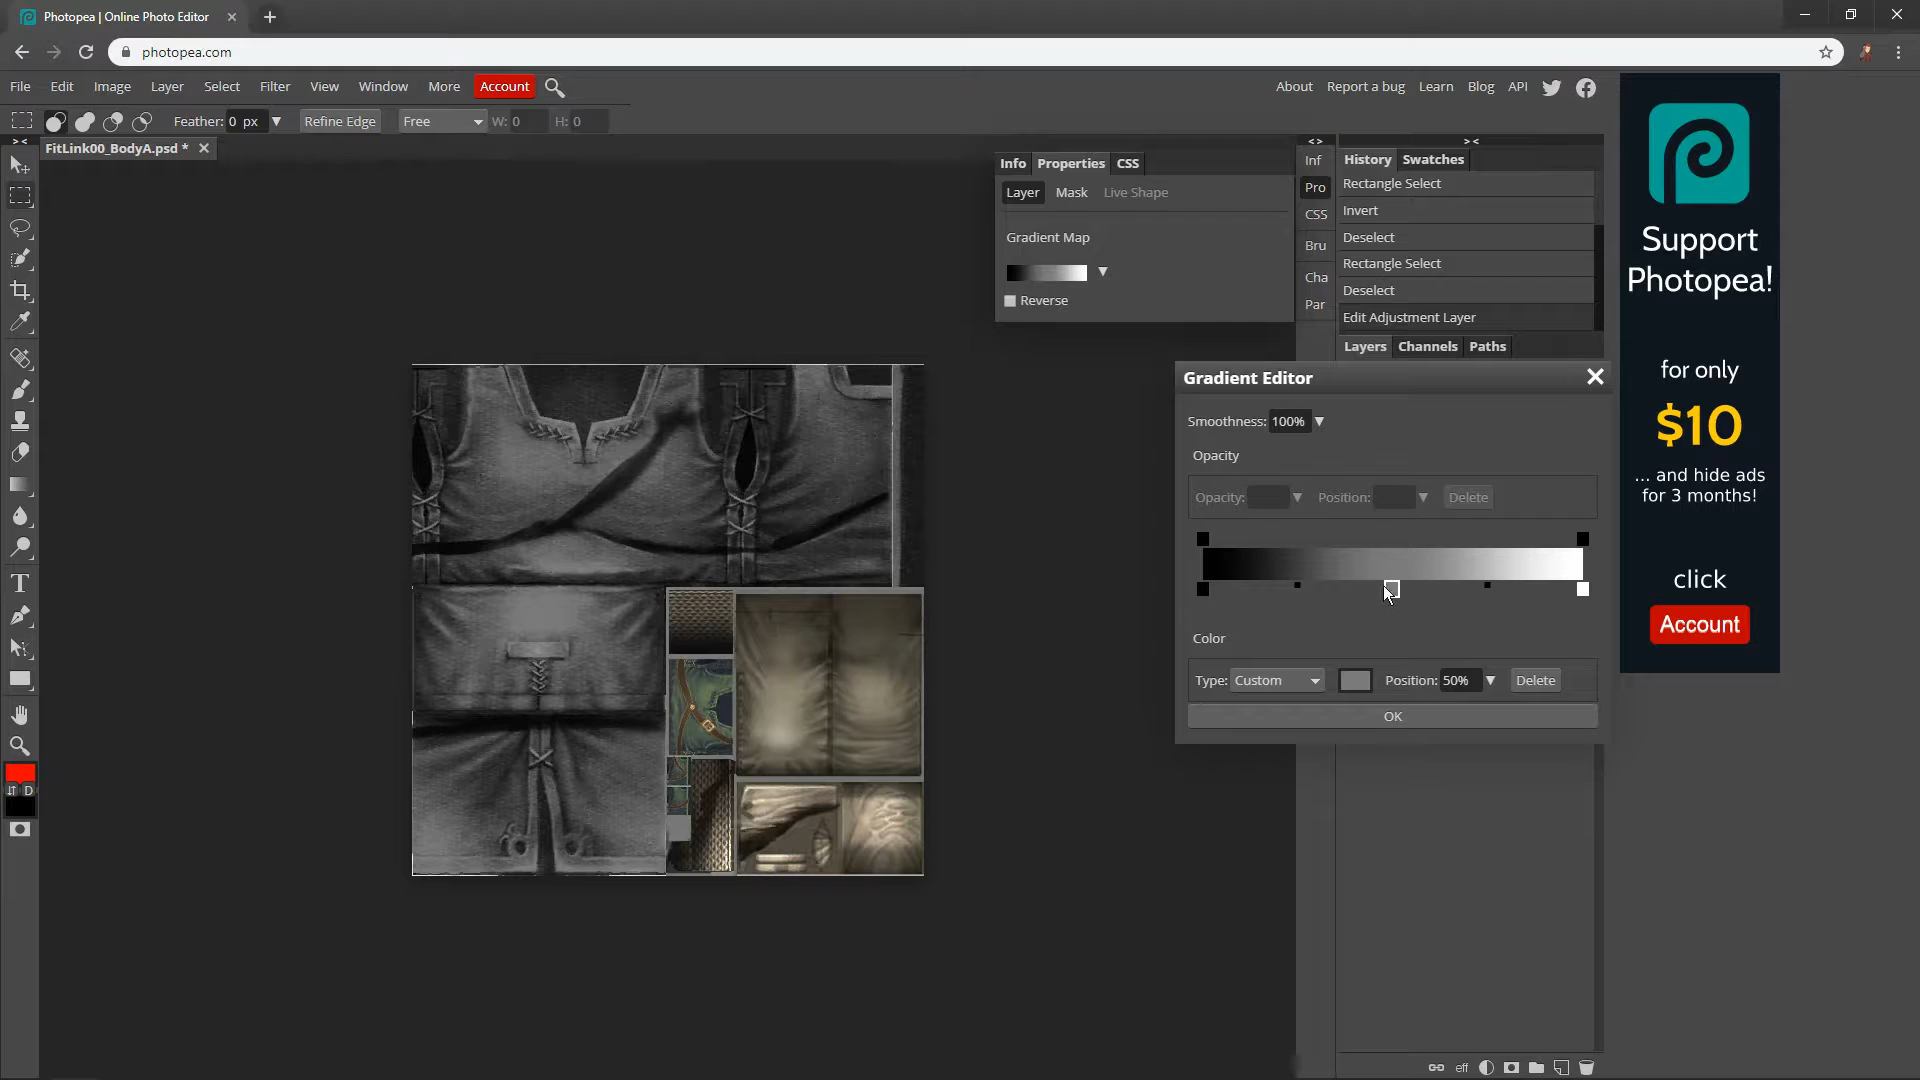 Photopea | Online Photo Editor
photopea.com
File Edit Image Layer Select Filter View Window More Account
About Report a bug Learn Blog API
Feather: 0 px Refine Edge Free W: 0 H: 0
FitLink00_BodyA.psd *
Info Properties CSS
Layer Mask Live Shape
Gradient Map
Reverse
Inf
Pro
CSS
Bru
Cha
Par
History Swatches
Rectangle Select
Invert
Deselect
Rectangle Select
Deselect
Edit Adjustment Layer
Layers Channels Paths
Gradient Editor
Smoothness: 100%
Opacity
Opacity: Position: Delete
Color
Type: Custom Position: 50% Delete
OK
T
D
eff
Support
Photopea!
for only
$10
... and hide ads
for 3 months!
click
Account